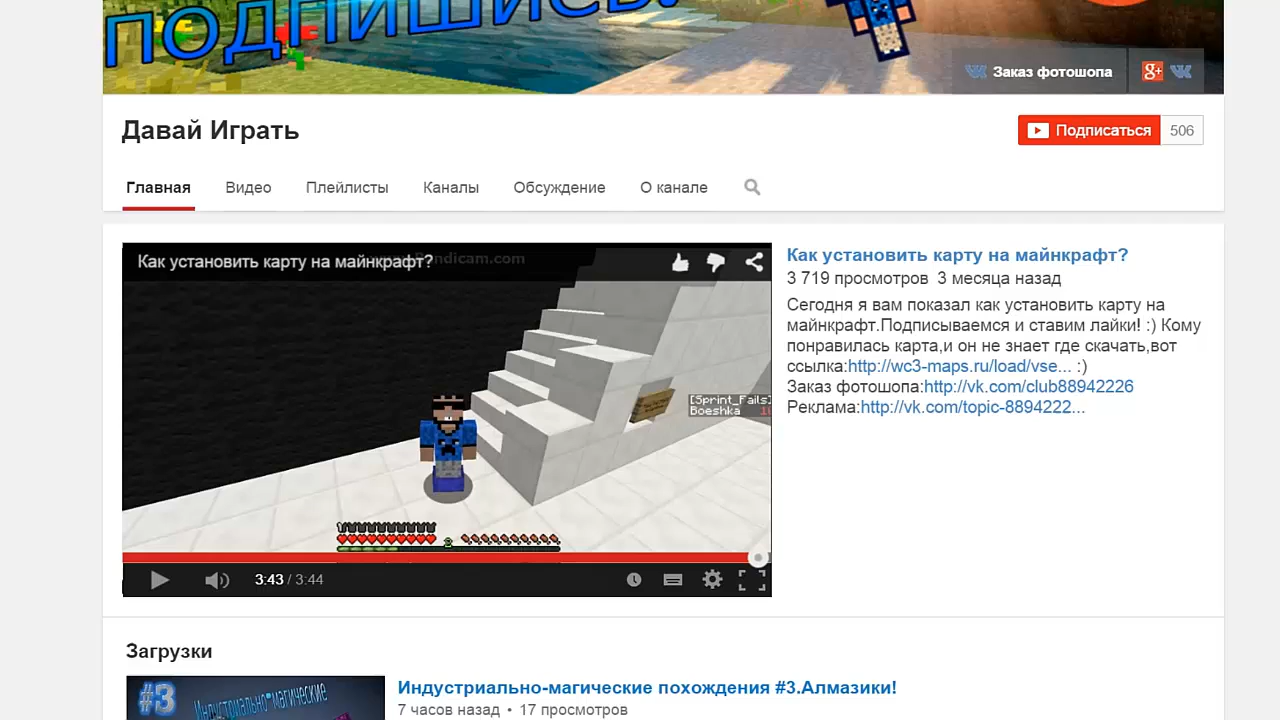 ПОДПИШИСЬ!
Заказ фотошопа
Давай Играть
Подписаться 506
Главная Видео Плейлисты Каналы Обсуждение О канале
Как установить карту на майнкрафт?
[Sprint_Fails]
Boeshka
3:43 / 3:44
Как установить карту на майнкрафт?
3 719 просмотров 3 месяца назад
Сегодня я вам показал как установить карту на
майнкрафт.Подписываемся и ставим лайки! :) Кому
понравилась карта,и он не знает где скачать,вот
ссылка:http://wc3-maps.ru/load/vse... :)
Заказ фотошопа:http://vk.com/club88942226
Реклама:http://vk.com/topic-8894222...
Загрузки
#3
Индустриально-магические
Индустриально-магические похождения #3.Алмазики!
7 часов назад • 17 просмотров